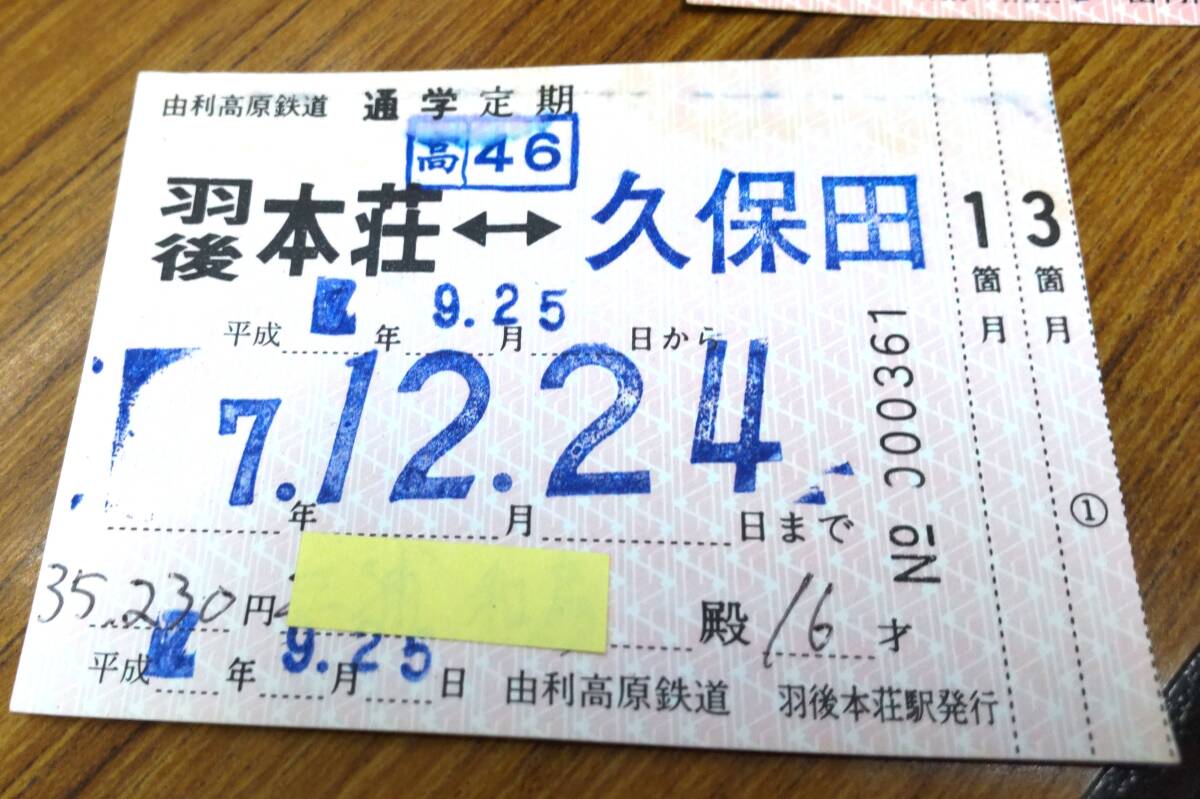 由利高原鉄道 通学定期
高 46
羽後本荘↔久保田
9.25
平成 年 月 日から
7.12.24
年 月 日まで
35,230円 殿 16才
9.25
平成 年 月 日 由利高原鉄道 羽後本荘駅発行
No 000361
1箇月
3箇月
①